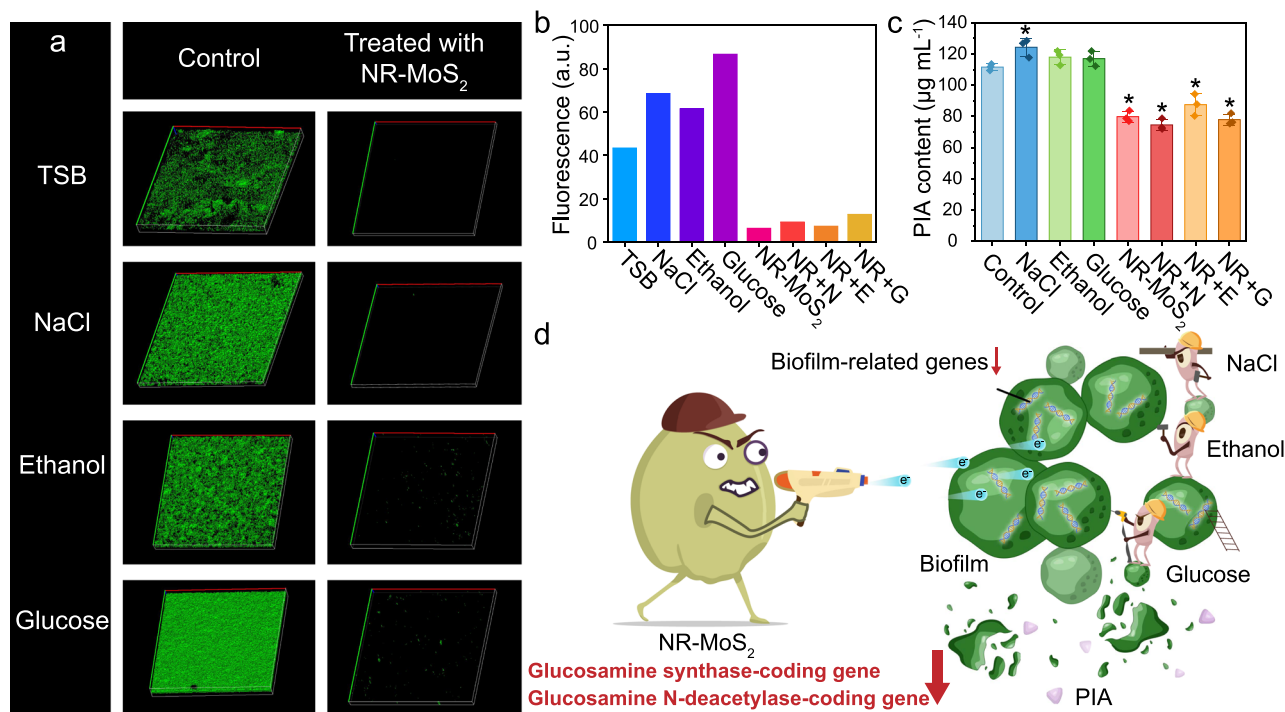 a
Control
Treated with
NR-MoS₂
TSB
NaCl
Ethanol
Glucose
b
Fluorescence (a.u.)
100
80
60
40
20
0
TSB
NaCl
Ethanol
Glucose
NR-MoS₂
NR+N
NR+E
NR+G
c
PIA content (µg mL⁻¹)
140
120
100
80
60
40
20
0
*
*
*
*
*
Control
NaCl
Ethanol
Glucose
NR-MoS₂
NR+N
NR+E
NR+G
d
Biofilm-related genes
NaCl
Ethanol
e⁻
e⁻
e⁻
e⁻
e⁻
Biofilm
Glucose
NR-MoS₂
Glucosamine synthase-coding gene
Glucosamine N-deacetylase-coding gene
PIA